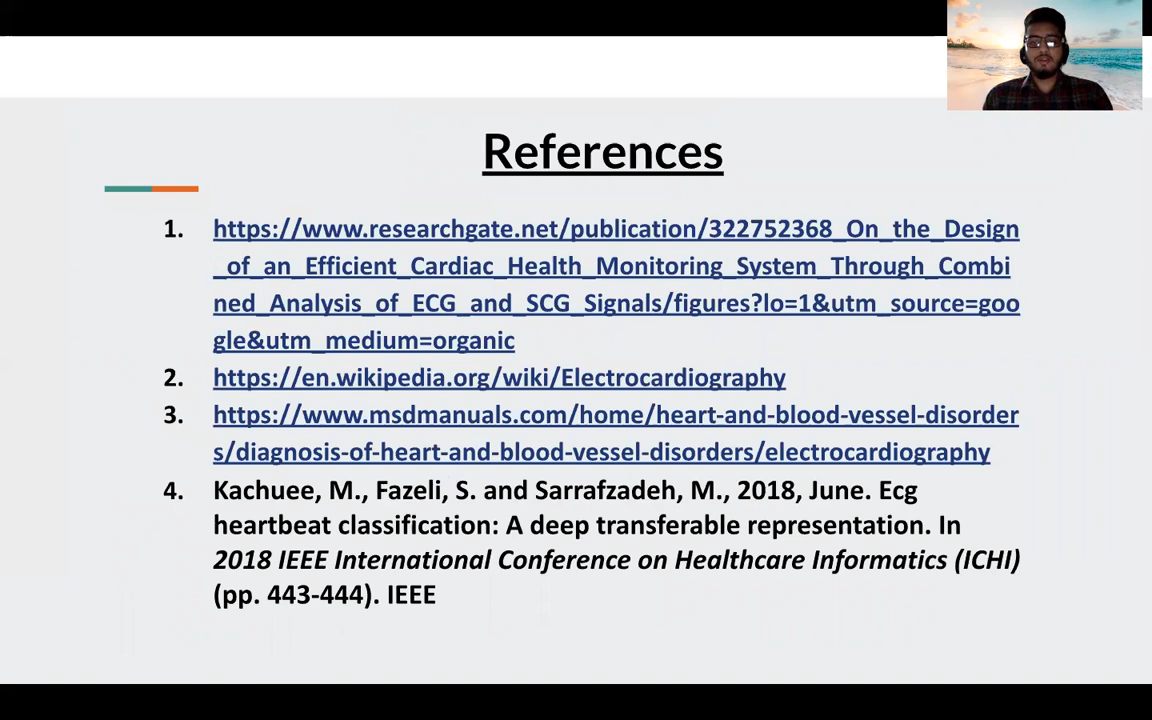 References
1. https://www.researchgate.net/publication/322752368_On_the_Design
_of_an_Efficient_Cardiac_Health_Monitoring_System_Through_Combi
ned_Analysis_of_ECG_and_SCG_Signals/figures?lo=1&utm_source=goo
gle&utm_medium=organic
2. https://en.wikipedia.org/wiki/Electrocardiography
3. https://www.msdmanuals.com/home/heart-and-blood-vessel-disorder
s/diagnosis-of-heart-and-blood-vessel-disorders/electrocardiography
4. Kachuee, M., Fazeli, S. and Sarrafzadeh, M., 2018, June. Ecg
heartbeat classification: A deep transferable representation. In
2018 IEEE International Conference on Healthcare Informatics (ICHI)
(pp. 443-444). IEEE